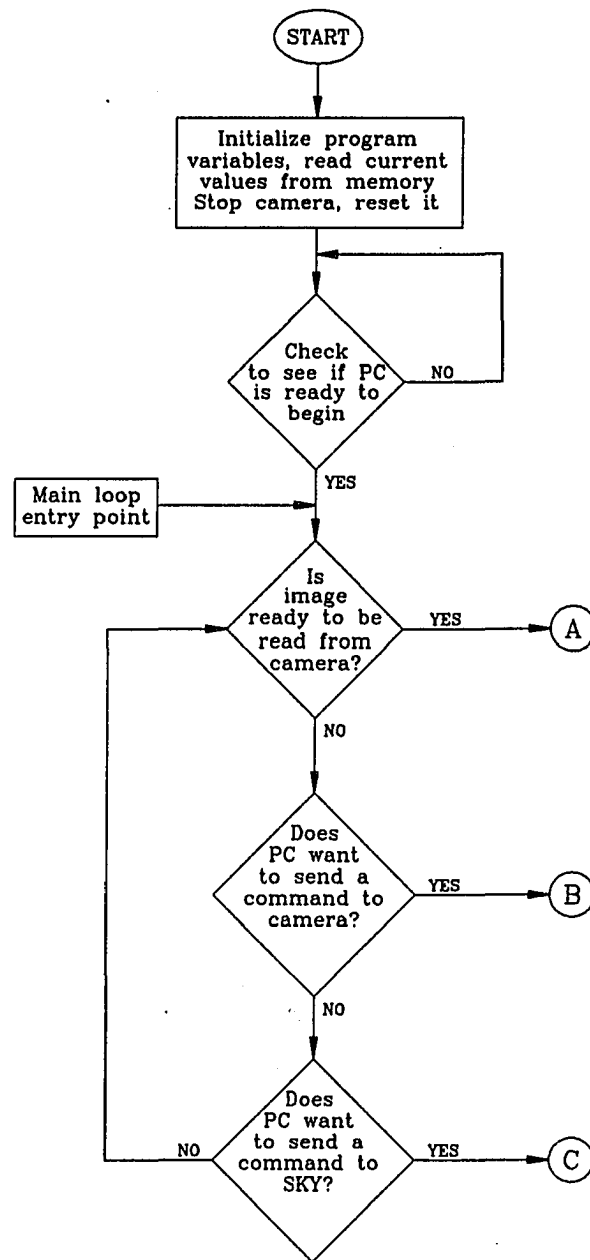 START
Initialize program
variables, read current
values from memory
Stop camera, reset it
Check
to see if PC
is ready to
begin
NO
YES
Main loop
entry point
Is
image
ready to be
read from
camera?
YES
A
NO
Does
PC want
to send a
command to
camera?
YES
B
NO
Does
PC want
to send a
command to
SKY?
NO
YES
C